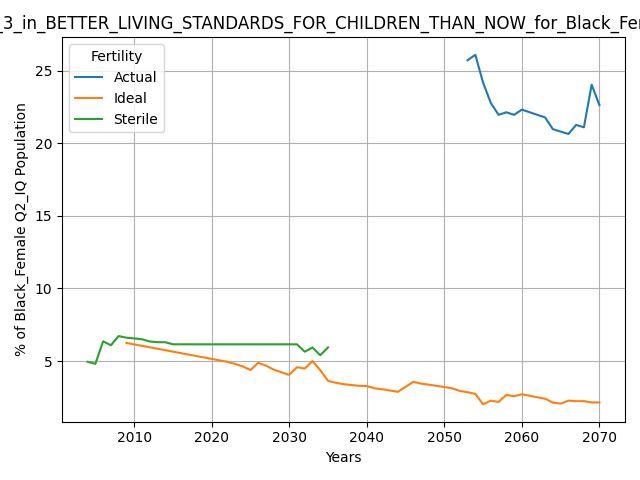 _3_in_BETTER_LIVING_STANDARDS_FOR_CHILDREN_THAN_NOW_for_Black_Fem
Fertility
Actual
Ideal
Sterile
% of Black_Female Q2_IQ Population
25
20
15
10
5
2010 2020 2030 2040 2050 2060 2070
Years